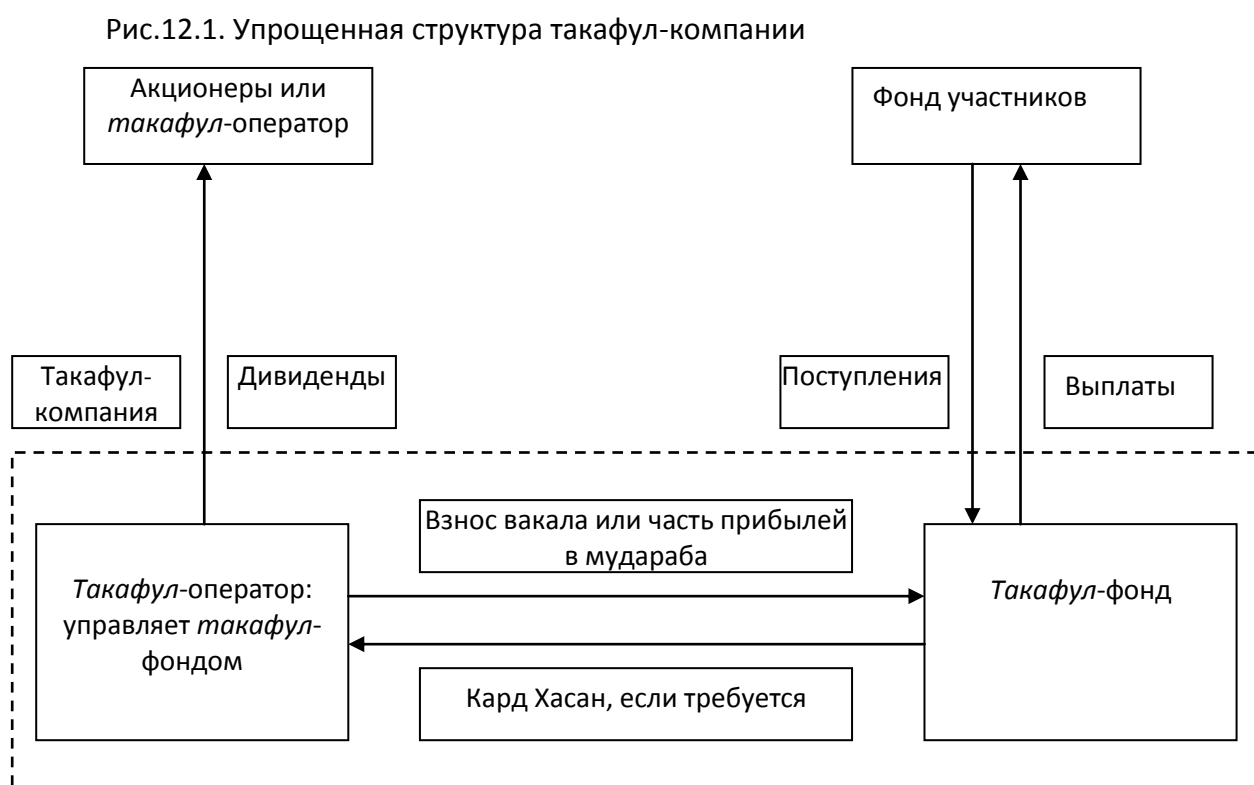 Рис.12.1. Упрощенная структура такафул-компании
Акционеры или
такафул-оператор
Фонд участников
Такафул-
компания
Дивиденды
Поступления
Выплаты
Взнос вакала или часть прибылей
в мудараба
Такафул-оператор:
управляет такафул-
фондом
Такафул-фонд
Кард Хасан, если требуется